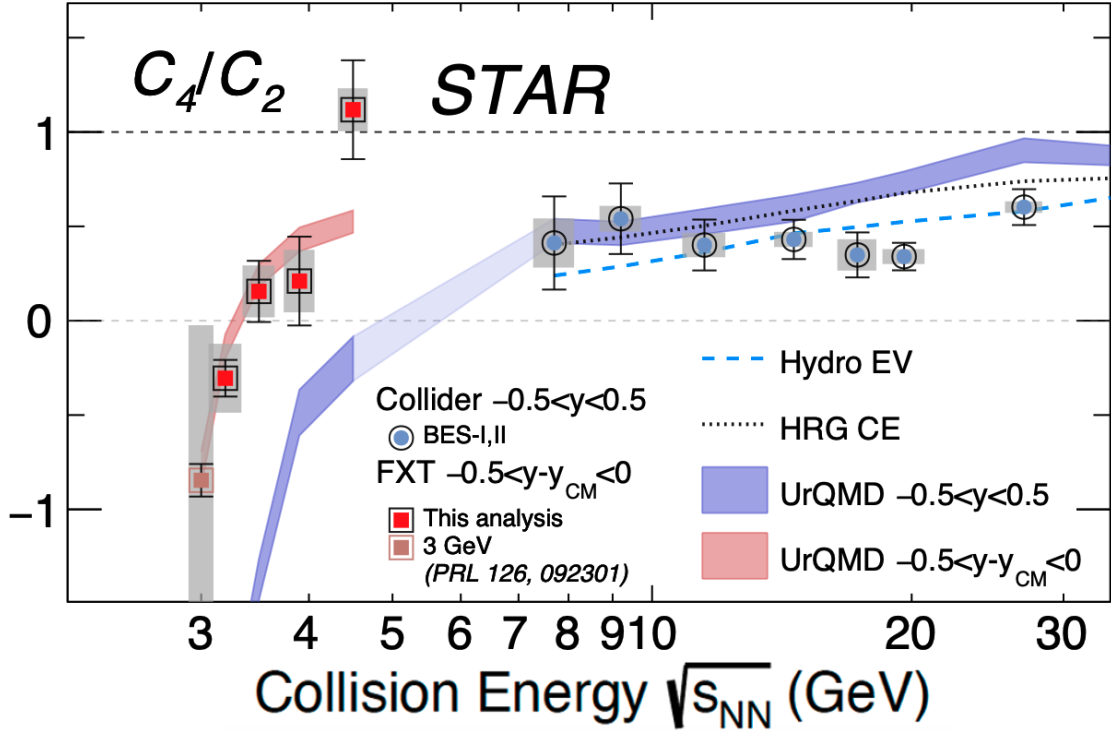 C4/C2 STAR
1
0
−1
Collider −0.5<y<0.5
BES-I,II
FXT −0.5<y-yCM<0
This analysis
3 GeV
(PRL 126, 092301)
Hydro EV
HRG CE
UrQMD −0.5<y<0.5
UrQMD −0.5<y-yCM<0
3 4 5 6 7 8 9 10 20 30
Collision Energy √sNN (GeV)